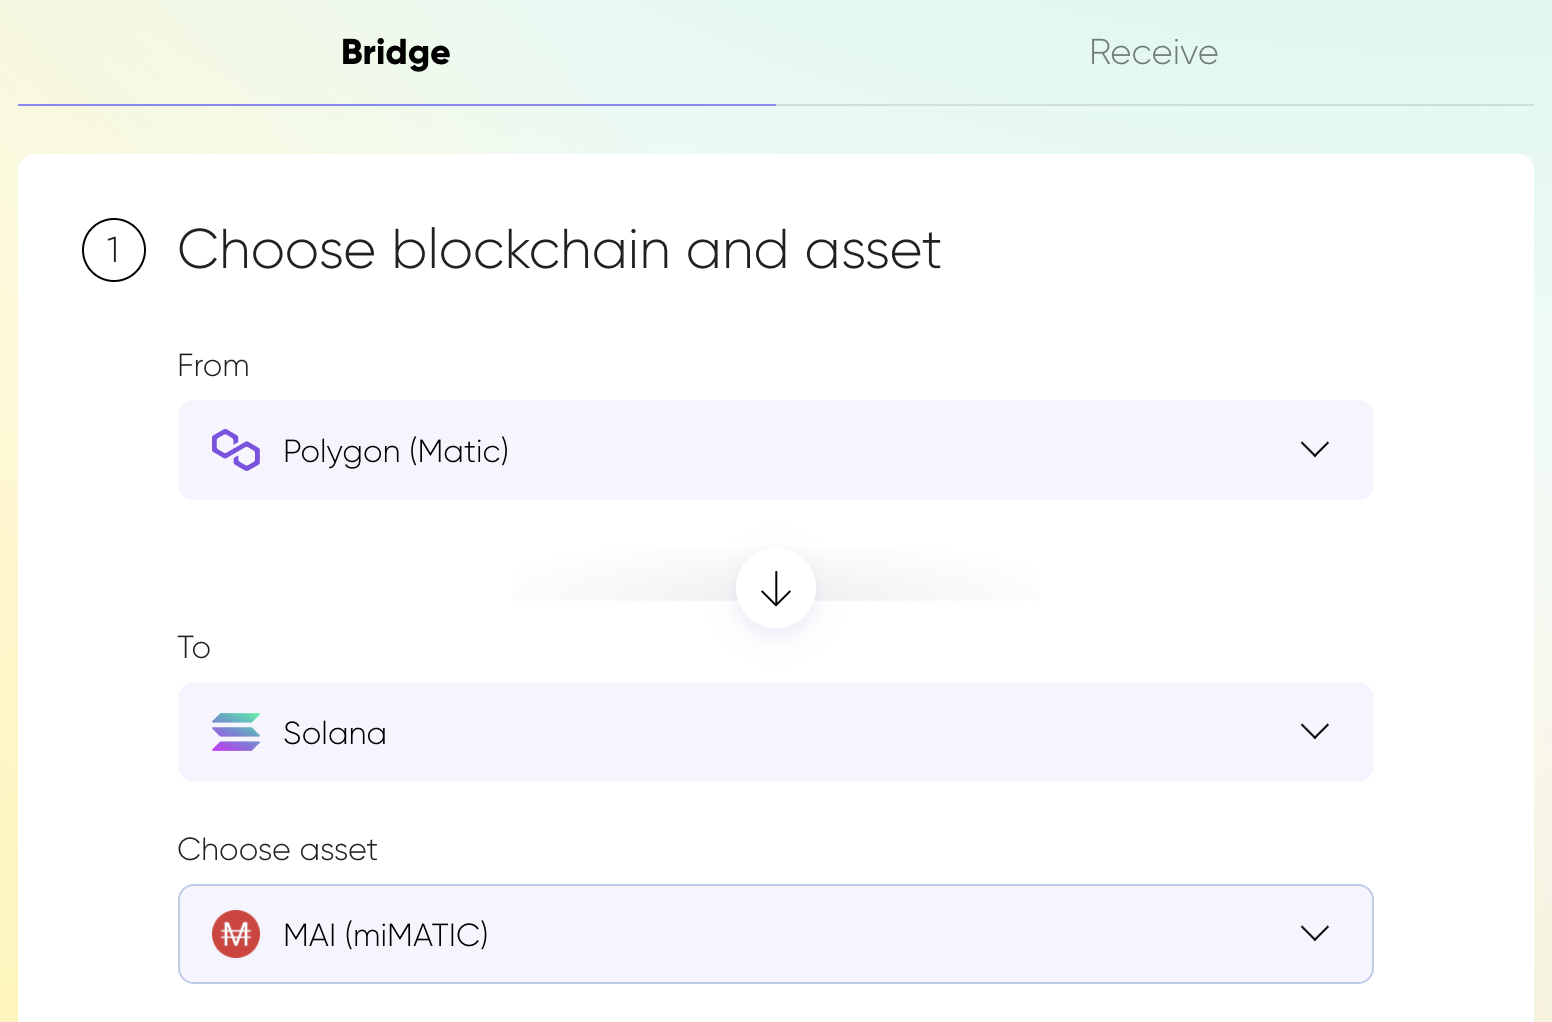 Bridge
Receive
1
Choose blockchain and asset
From
Polygon (Matic)
To
Solana
Choose asset
MAI (miMATIC)